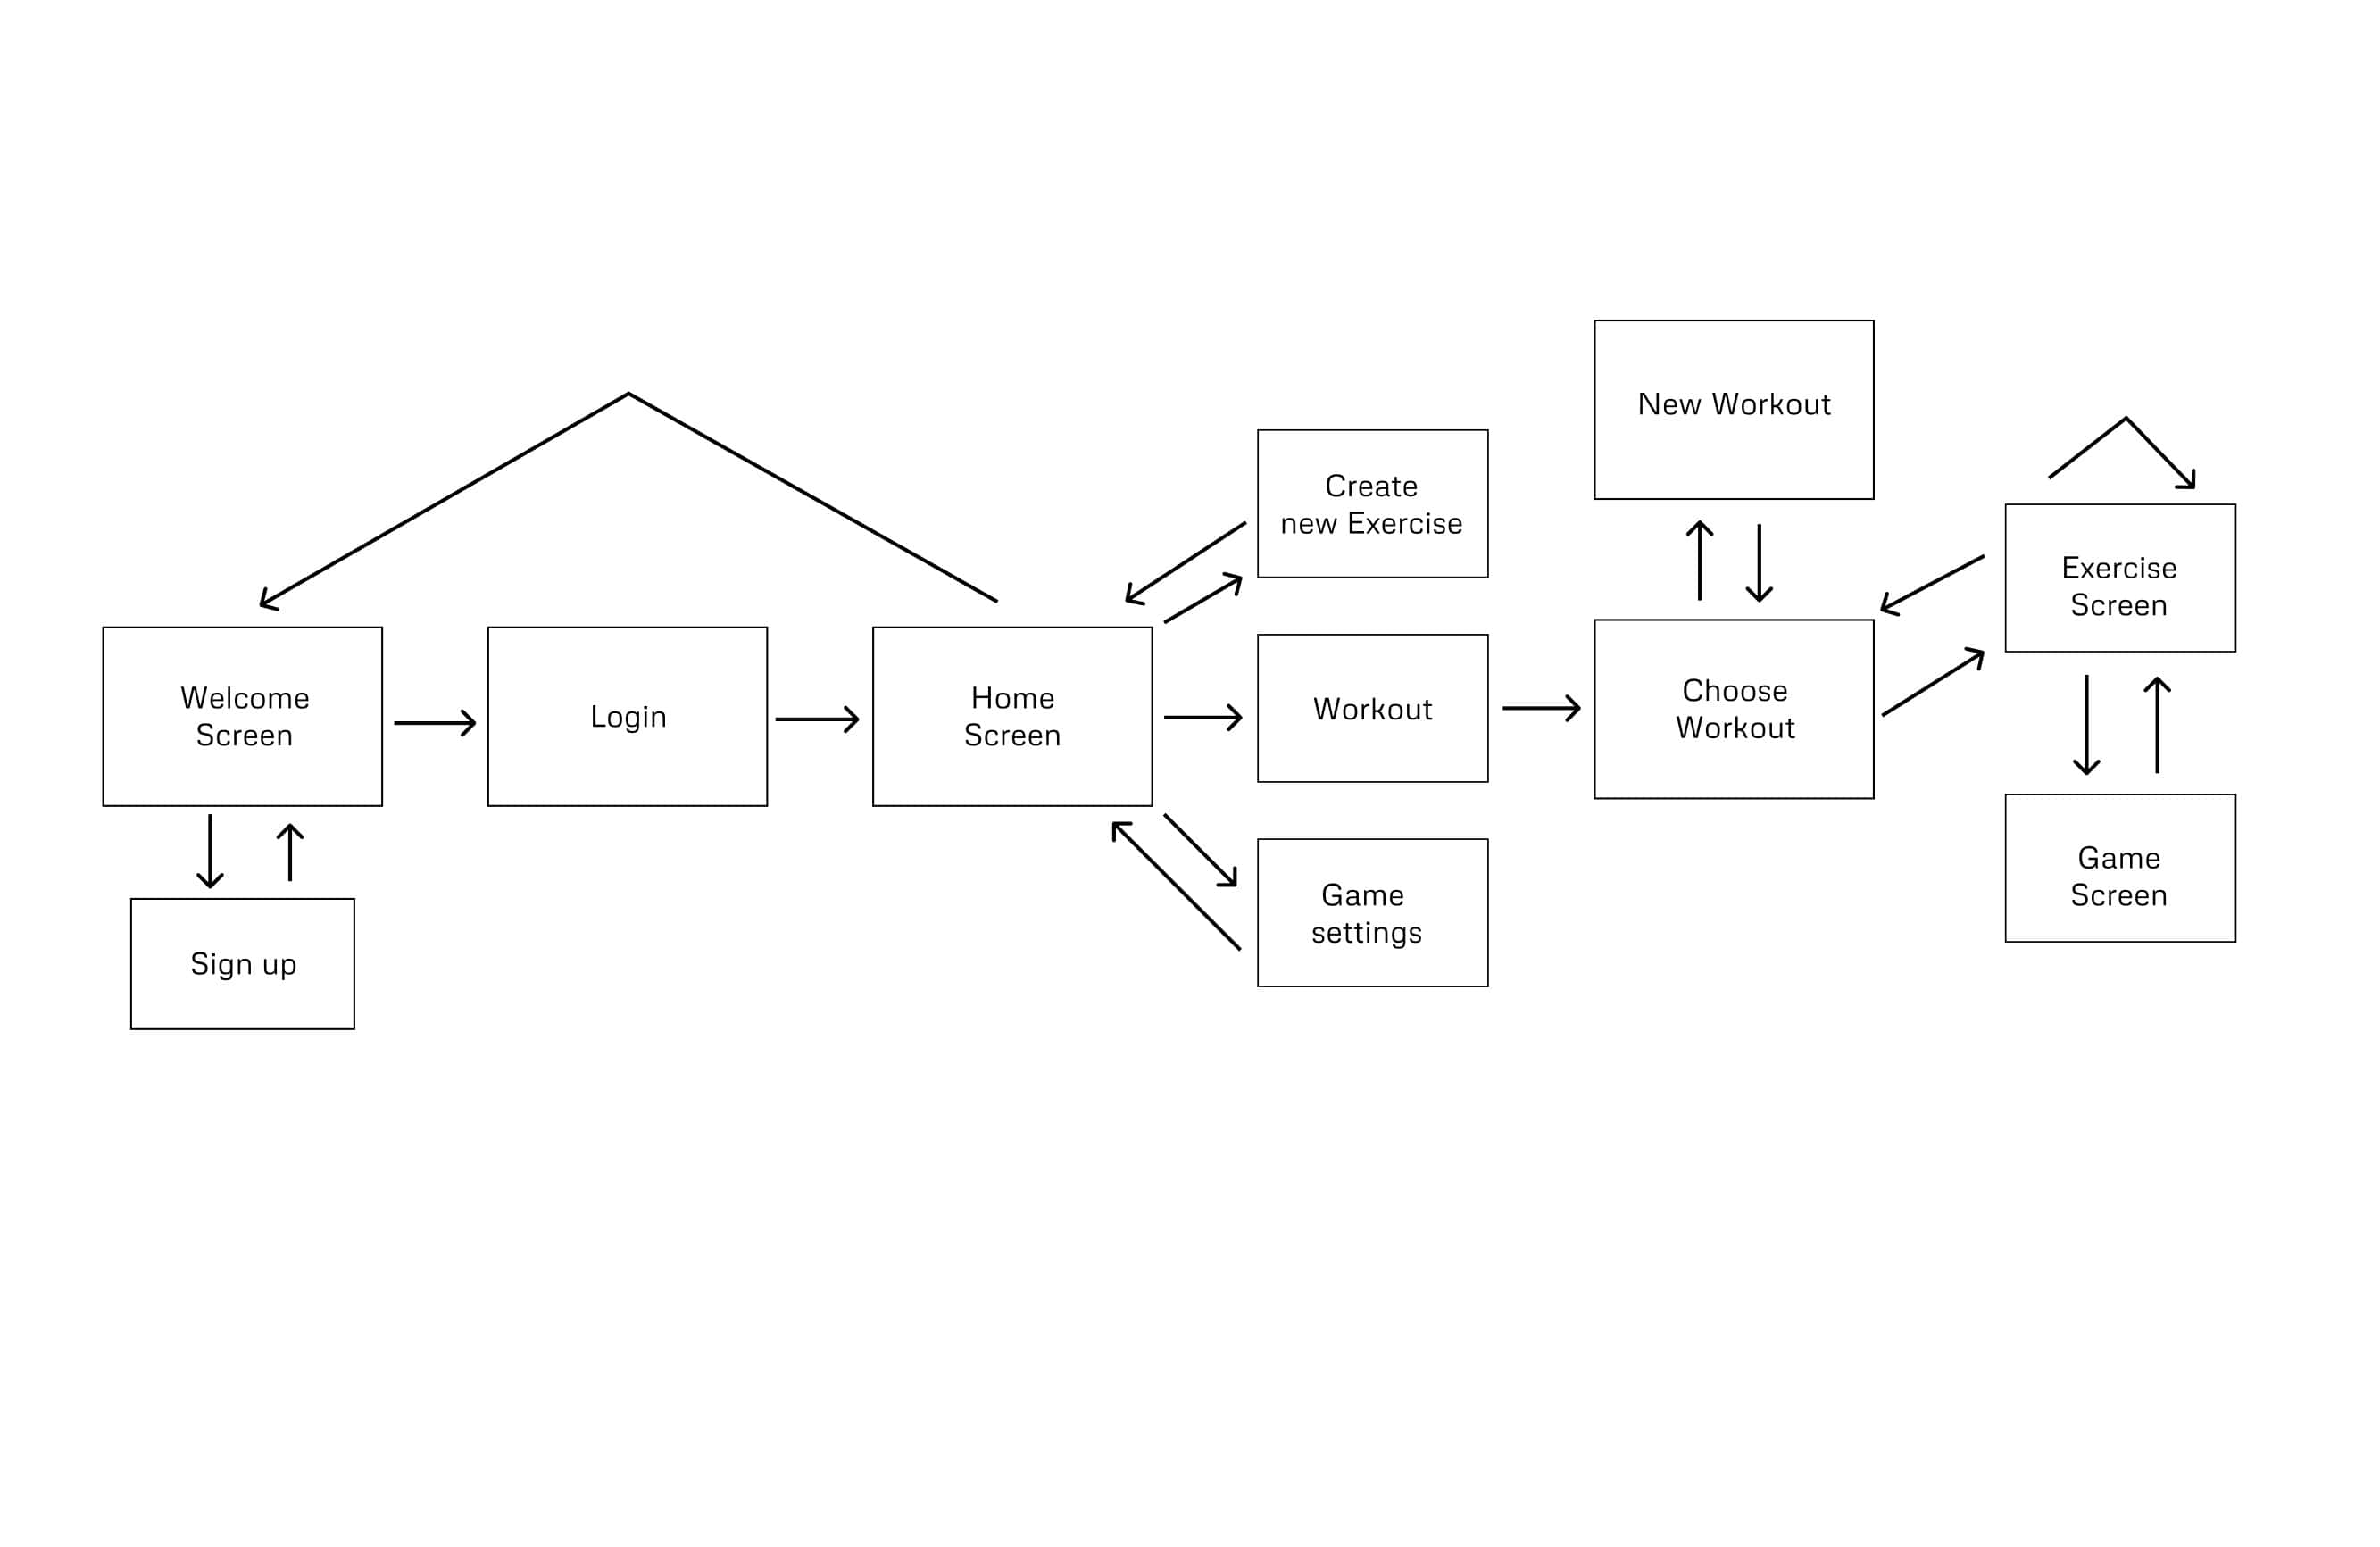 Welcome
Screen
Sign up
Login
Home
Screen
Create
new Exercise
Workout
Game
settings
New Workout
Choose
Workout
Exercise
Screen
Game
Screen